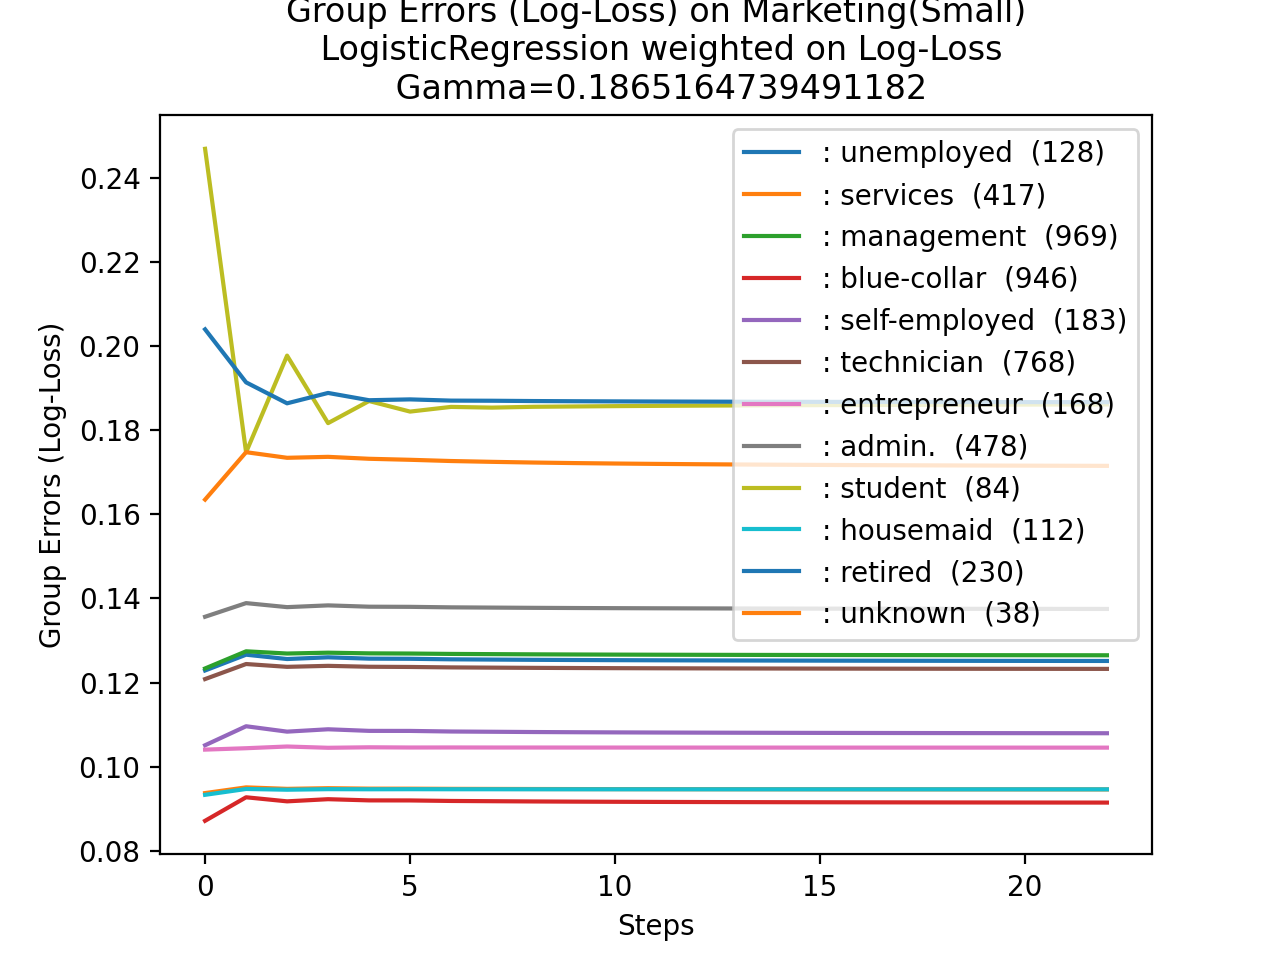 Group Errors (Log-Loss) on Marketing(Small)
LogisticRegression weighted on Log-Loss
Gamma=0.1865164739491182
Group Errors (Log-Loss)
0.24
0.22
0.20
0.18
0.16
0.14
0.12
0.10
0.08
: unemployed (128)
: services (417)
: management (969)
: blue-collar (946)
: self-employed (183)
: technician (768)
: entrepreneur (168)
: admin. (478)
: student (84)
: housemaid (112)
: retired (230)
: unknown (38)
0 5 10 15 20
Steps